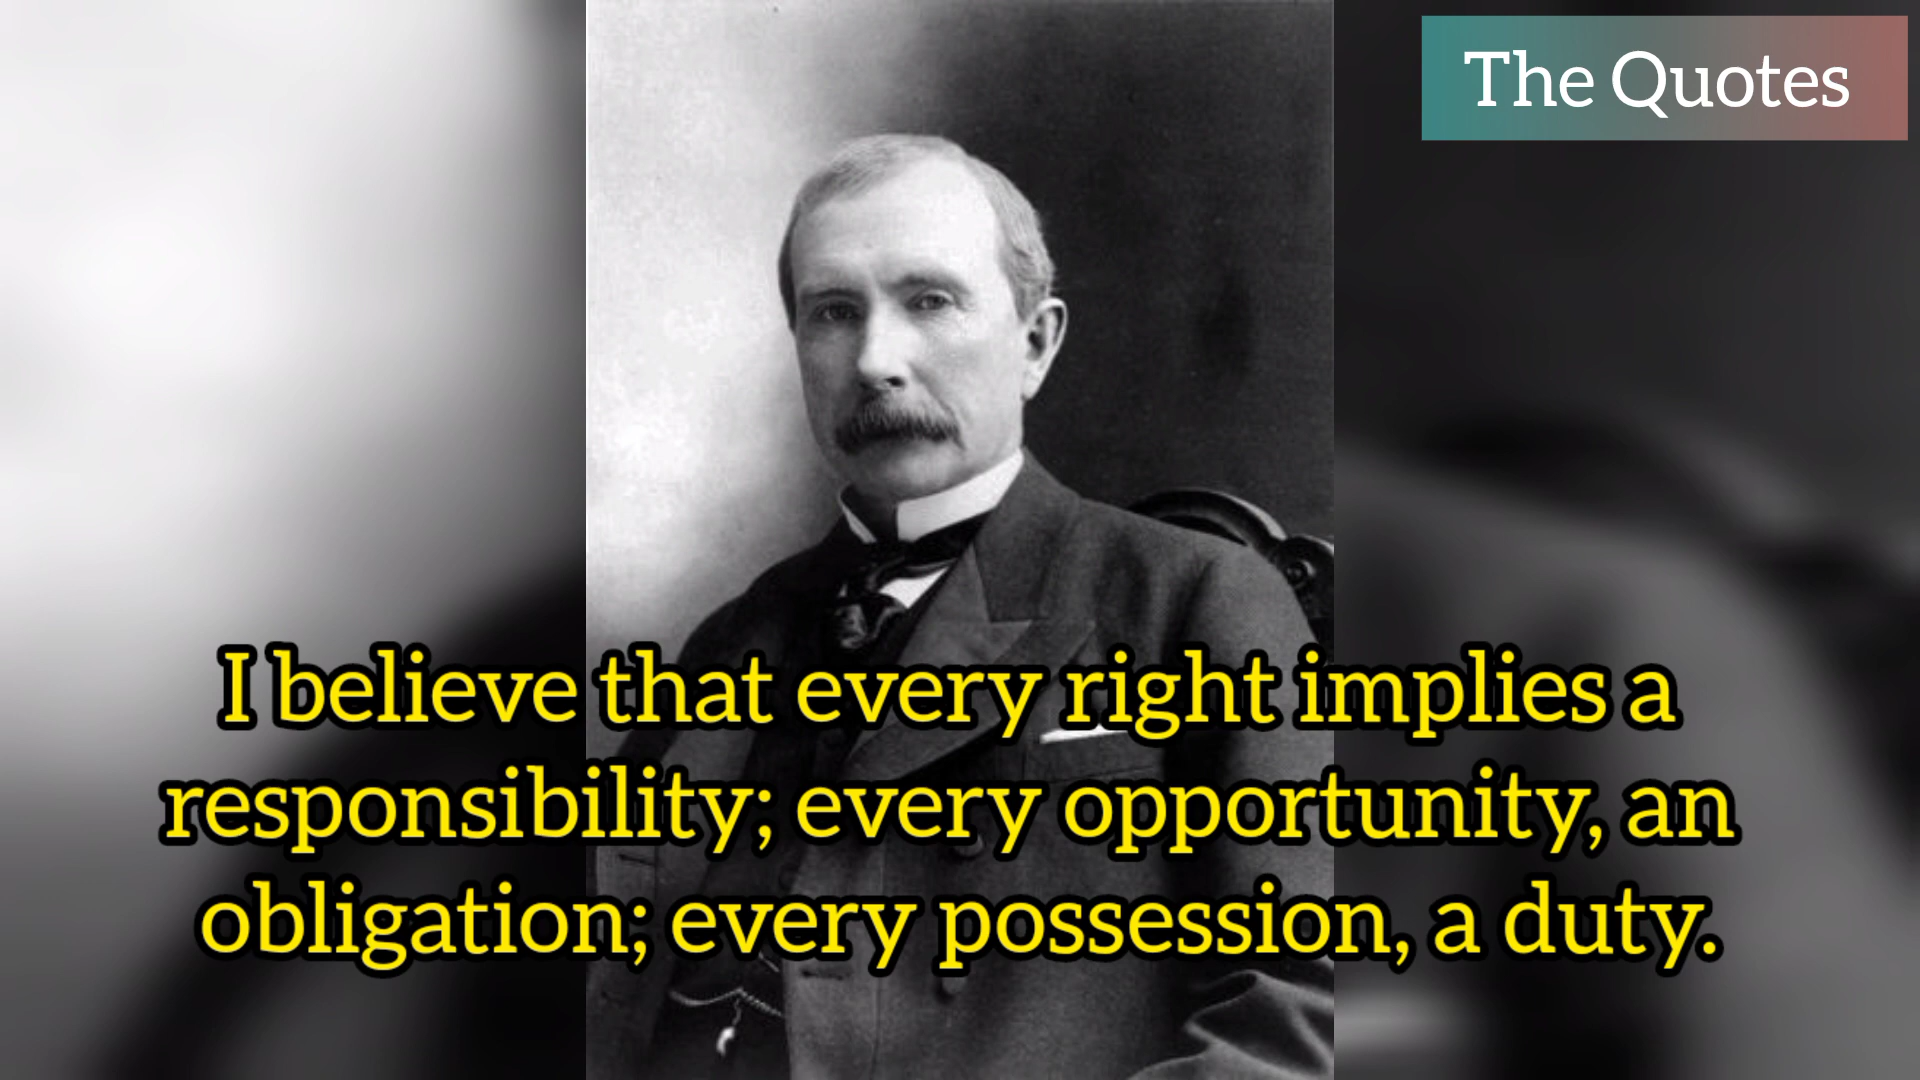 The Quotes
I believe that every right implies a
responsibility; every opportunity, an
obligation; every possession, a duty.